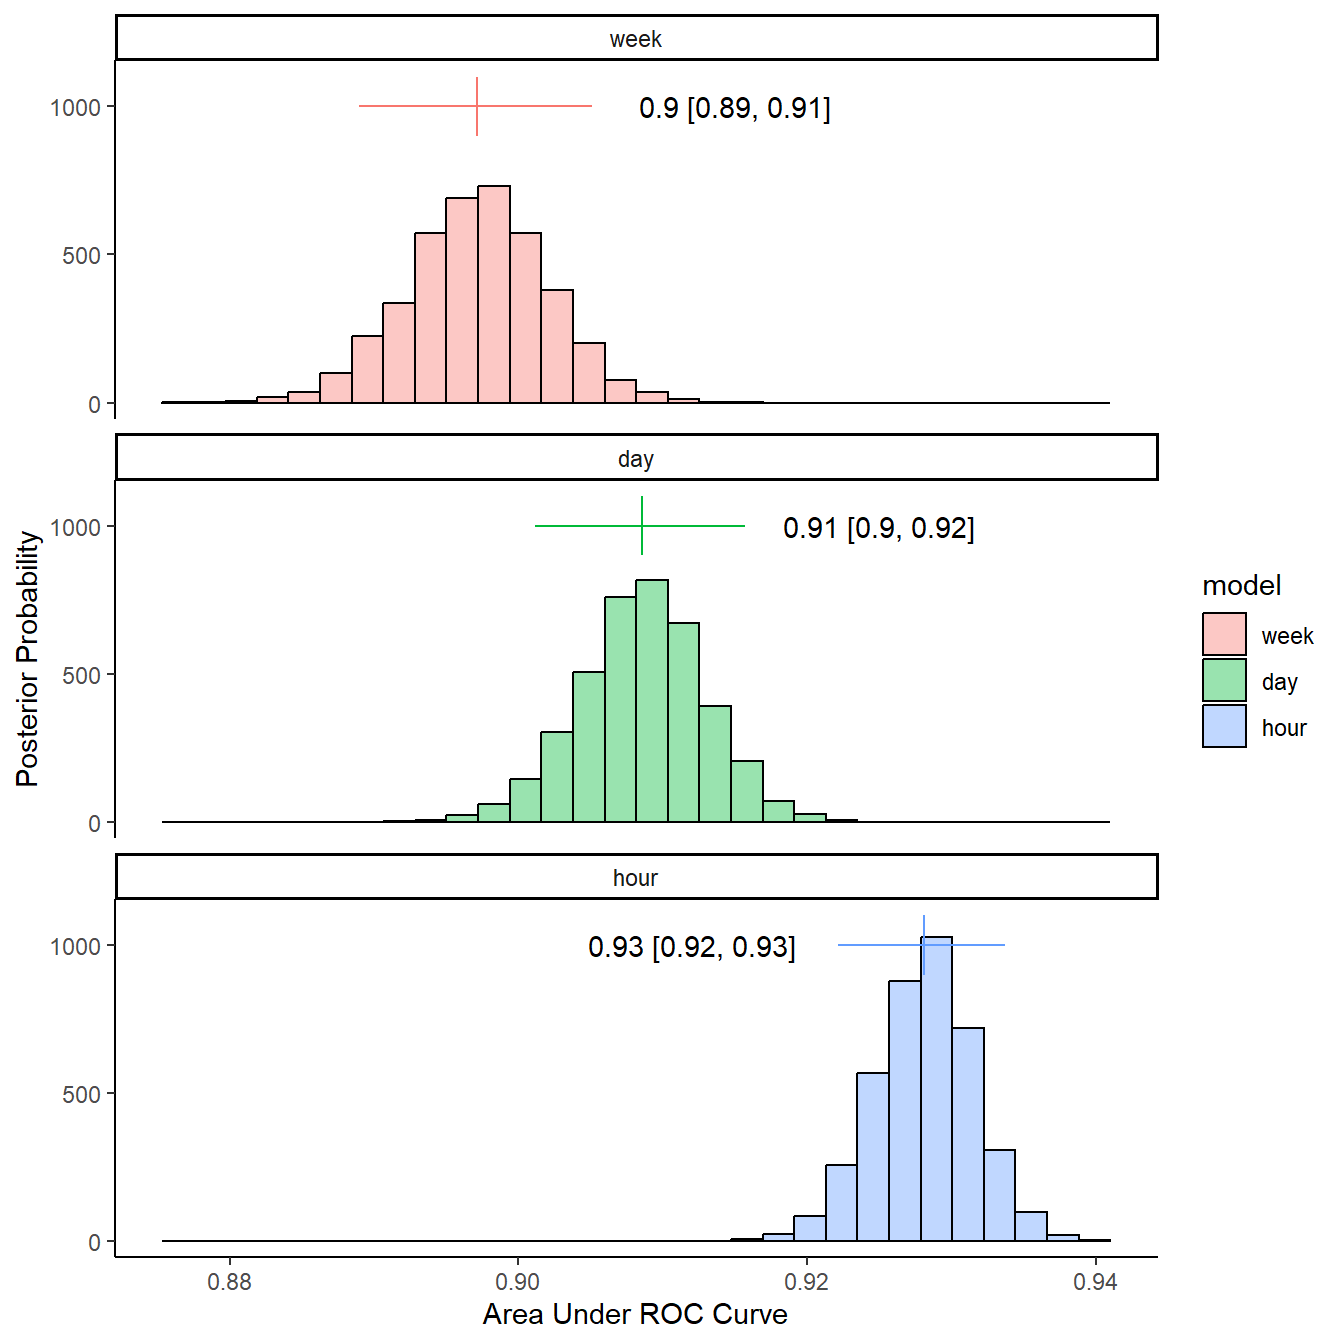 week
1000
0.9 [0.89, 0.91]
500
0
day
1000
0.91 [0.9, 0.92]
500
0
hour
1000
0.93 [0.92, 0.93]
500
0
0.88
0.90
0.92
0.94
Area Under ROC Curve
Posterior Probability
model
week
day
hour